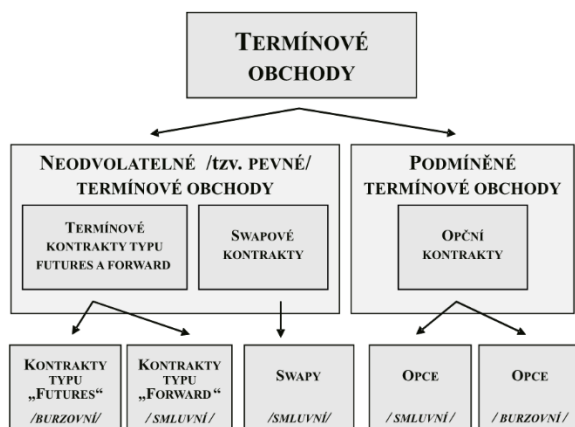 TERMÍNOVÉ
OBCHODY
NEODVOLATELNÉ /tzv. PEVNÉ/
TERMÍNOVÉ OBCHODY
TERMÍNOVÉ
KONTRAKTY TYPU
FUTURES A FORWARD
SWAPOVÉ
KONTRAKTY
PODMÍNĚNÉ
TERMÍNOVÉ OBCHODY
OPČNÍ
KONTRAKTY
KONTRAKTY
TYPU
„FUTURES“
/BURZOVNÍ/
KONTRAKTY
TYPU
„FORWARD“
/ SMLUVNÍ /
SWAPY
/SMLUVNÍ/
OPCE
/ SMLUVNÍ /
OPCE
/ BURZOVNÍ /